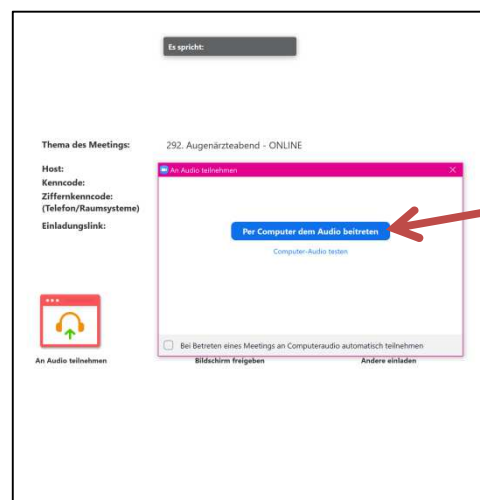 Es spricht:
Thema des Meetings: 292. Augenärzteabend - ONLINE
Host:
Kenncode:
Ziffernkenncode:
(Telefon/Raumsysteme)
Einladungslink:
An Audio teilnehmen
Per Computer dem Audio beitreten
Computer-Audio testen
Bei Betreten eines Meetings an Computeraudio automatisch teilnehmen
An Audio teilnehmen Bildschirm freigeben Andere einladen